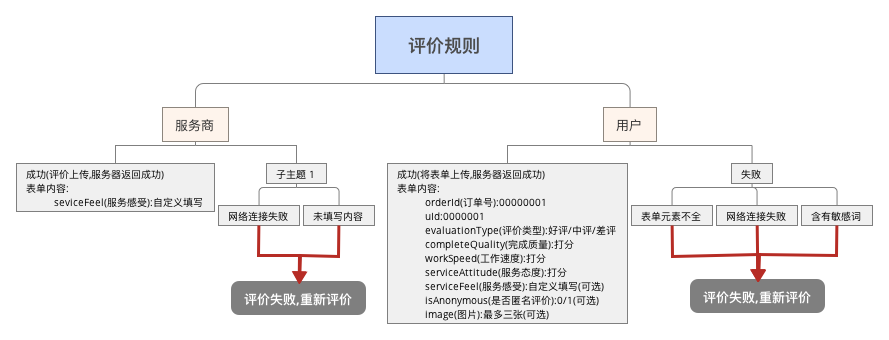 评价规则
服务商
用户
成功(评价上传,服务器返回成功)
表单内容:
seviceFeel(服务感受):自定义填写
子主题 1
网络连接失败
未填写内容
评价失败,重新评价
成功(将表单上传,服务器返回成功)
表单内容:
orderId(订单号):00000001
uId:0000001
evaluationType(评价类型):好评/中评/差评
completeQuality(完成质量):打分
workSpeed(工作速度):打分
serviceAttitude(服务态度):打分
serviceFeel(服务感受):自定义填写(可选)
isAnonymous(是否匿名评价):0/1(可选)
image(图片):最多三张(可选)
失败
表单元素不全
网络连接失败
含有敏感词
评价失败,重新评价